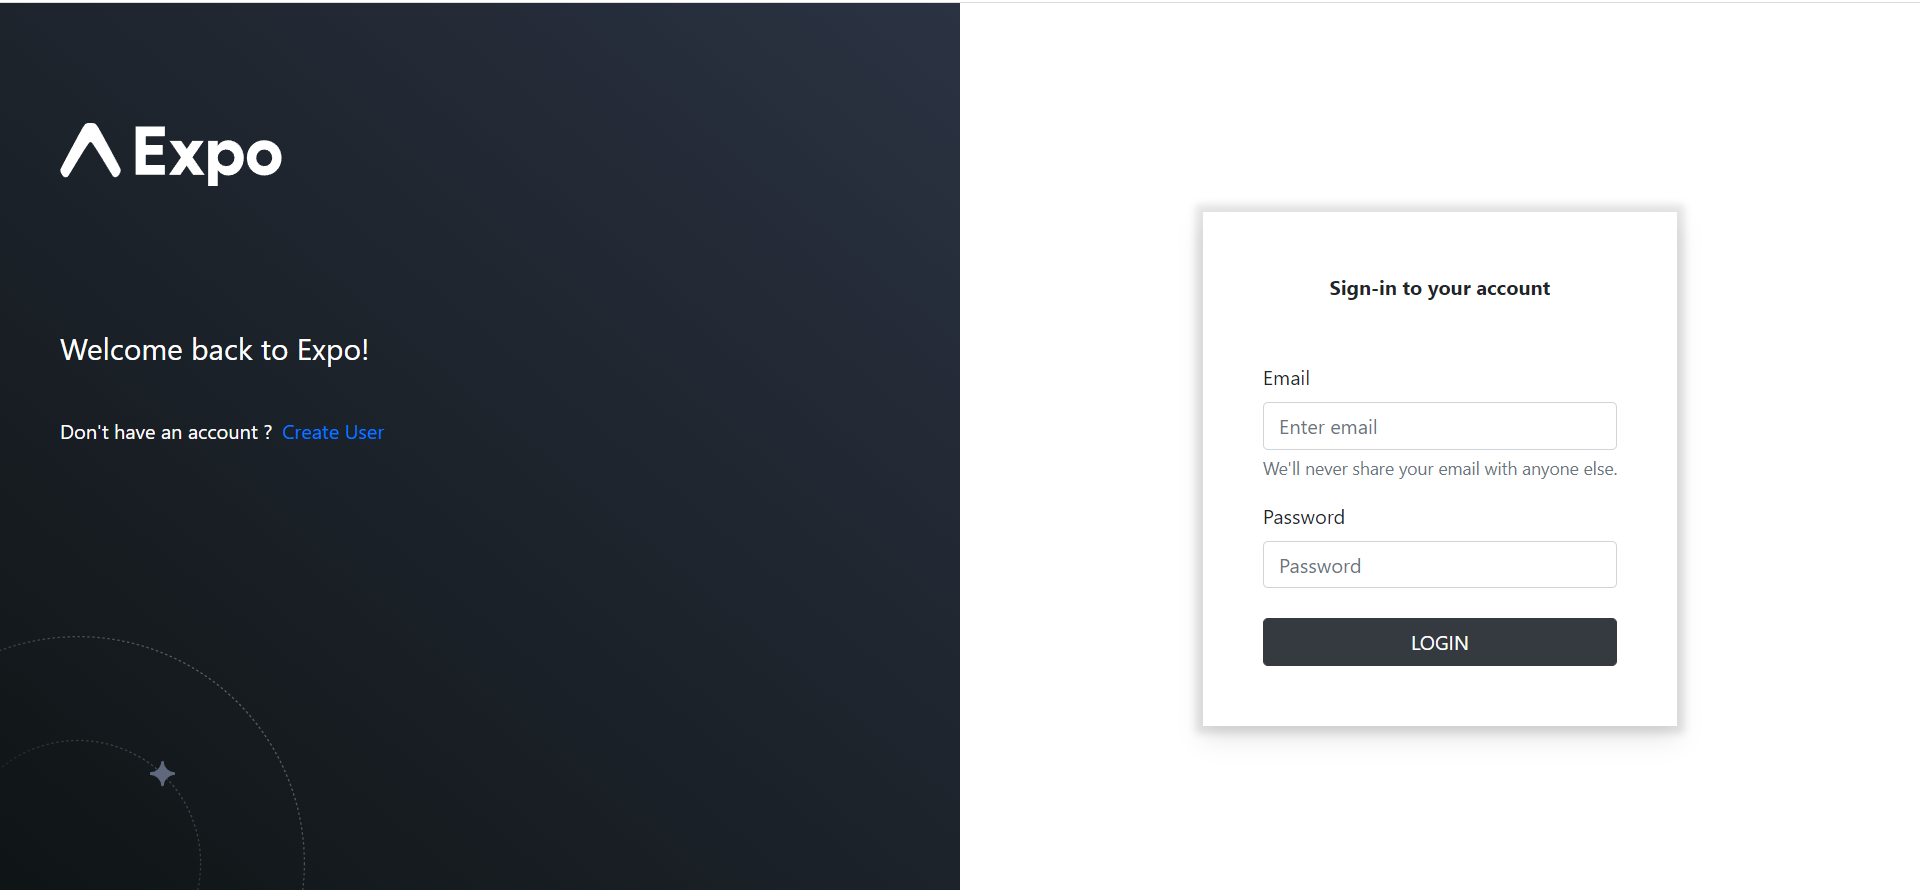 Expo
Welcome back to Expo!
Don't have an account ? Create User
Sign-in to your account
Email
Enter email
We'll never share your email with anyone else.
Password
Password
LOGIN